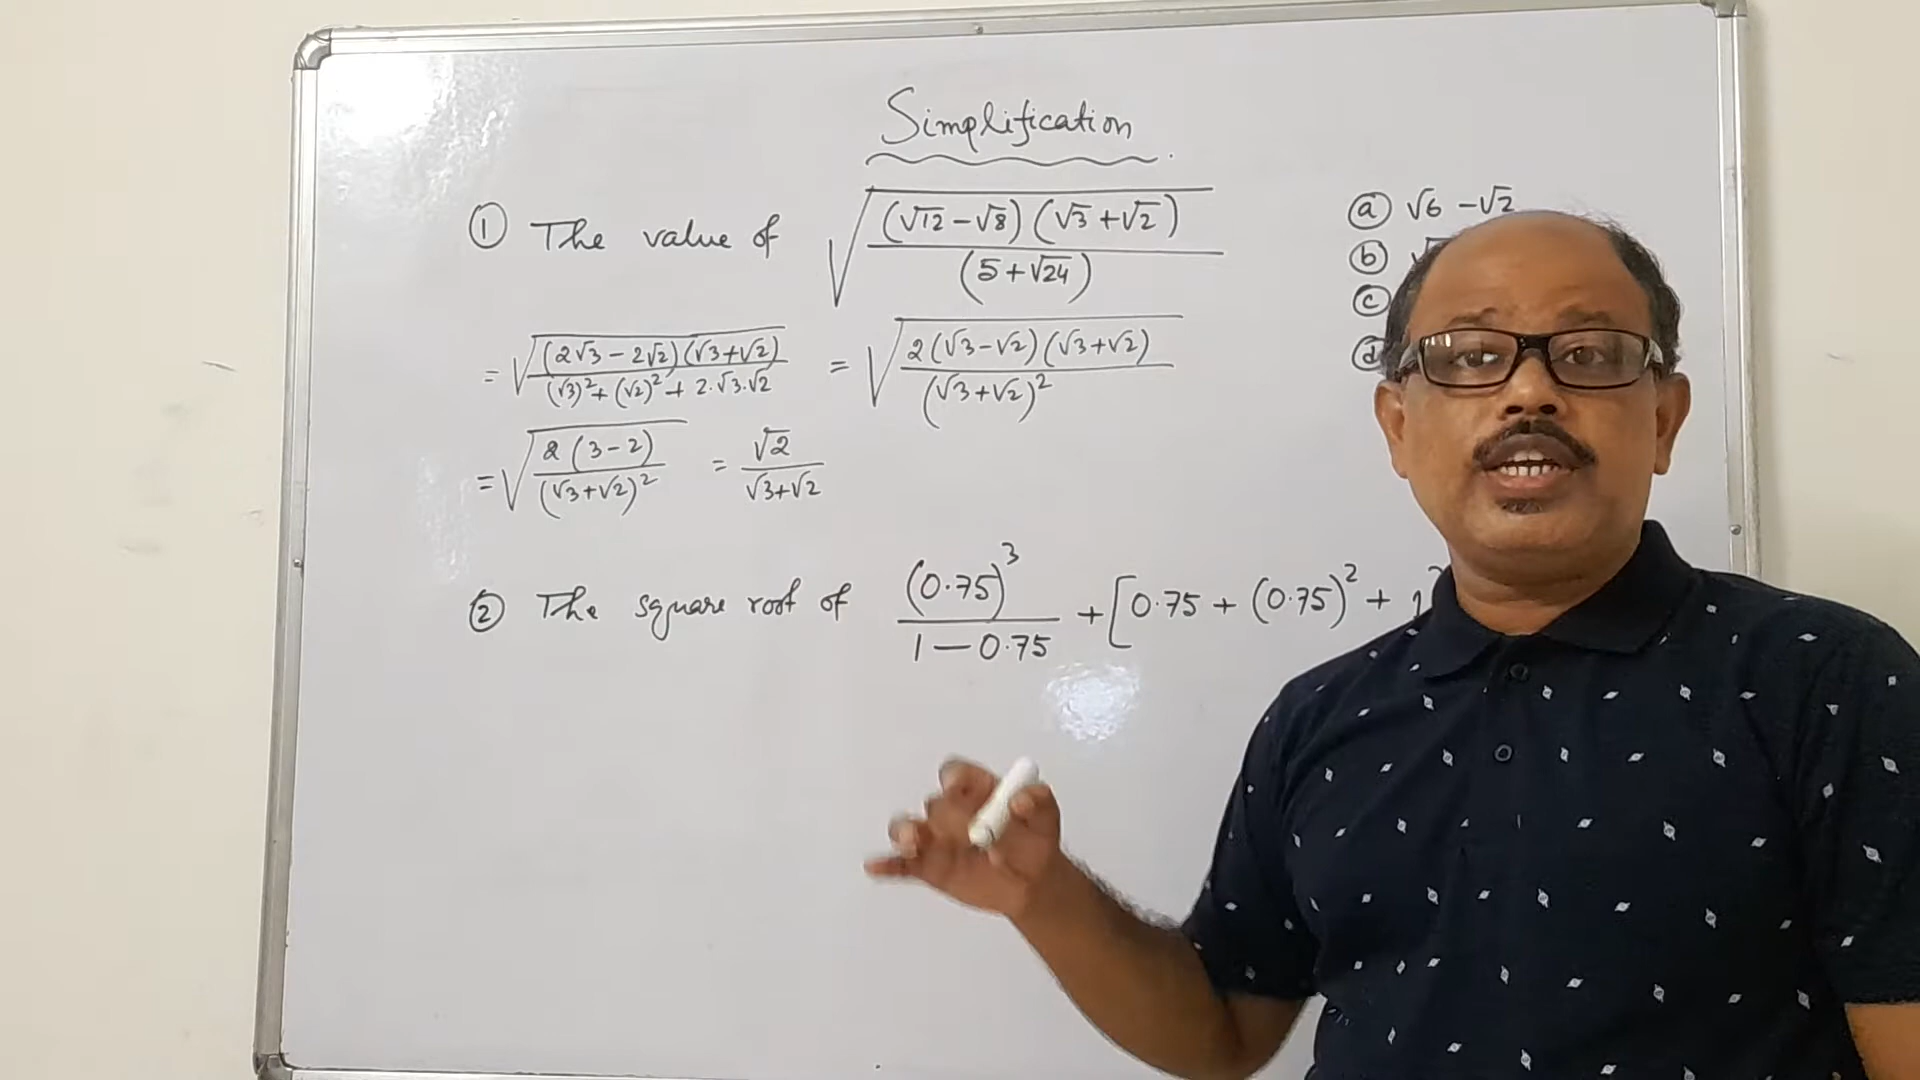 Simplification
① The value of √((√12-√8)(√3+√2)/(5+√24))
ⓐ √6 - √2
ⓑ √
ⓒ
ⓓ
= √((2√3-2√2)(√3+√2)/((√3)²+(√2)²+2·√3·√2)) = √(2(√3-√2)(√3+√2)/(√3+√2)²)
= √(2(3-2)/(√3+√2)²) = √2/(√3+√2)
② The square root of (0.75)³/(1-0.75) + [0.75 + (0.75)² + 1